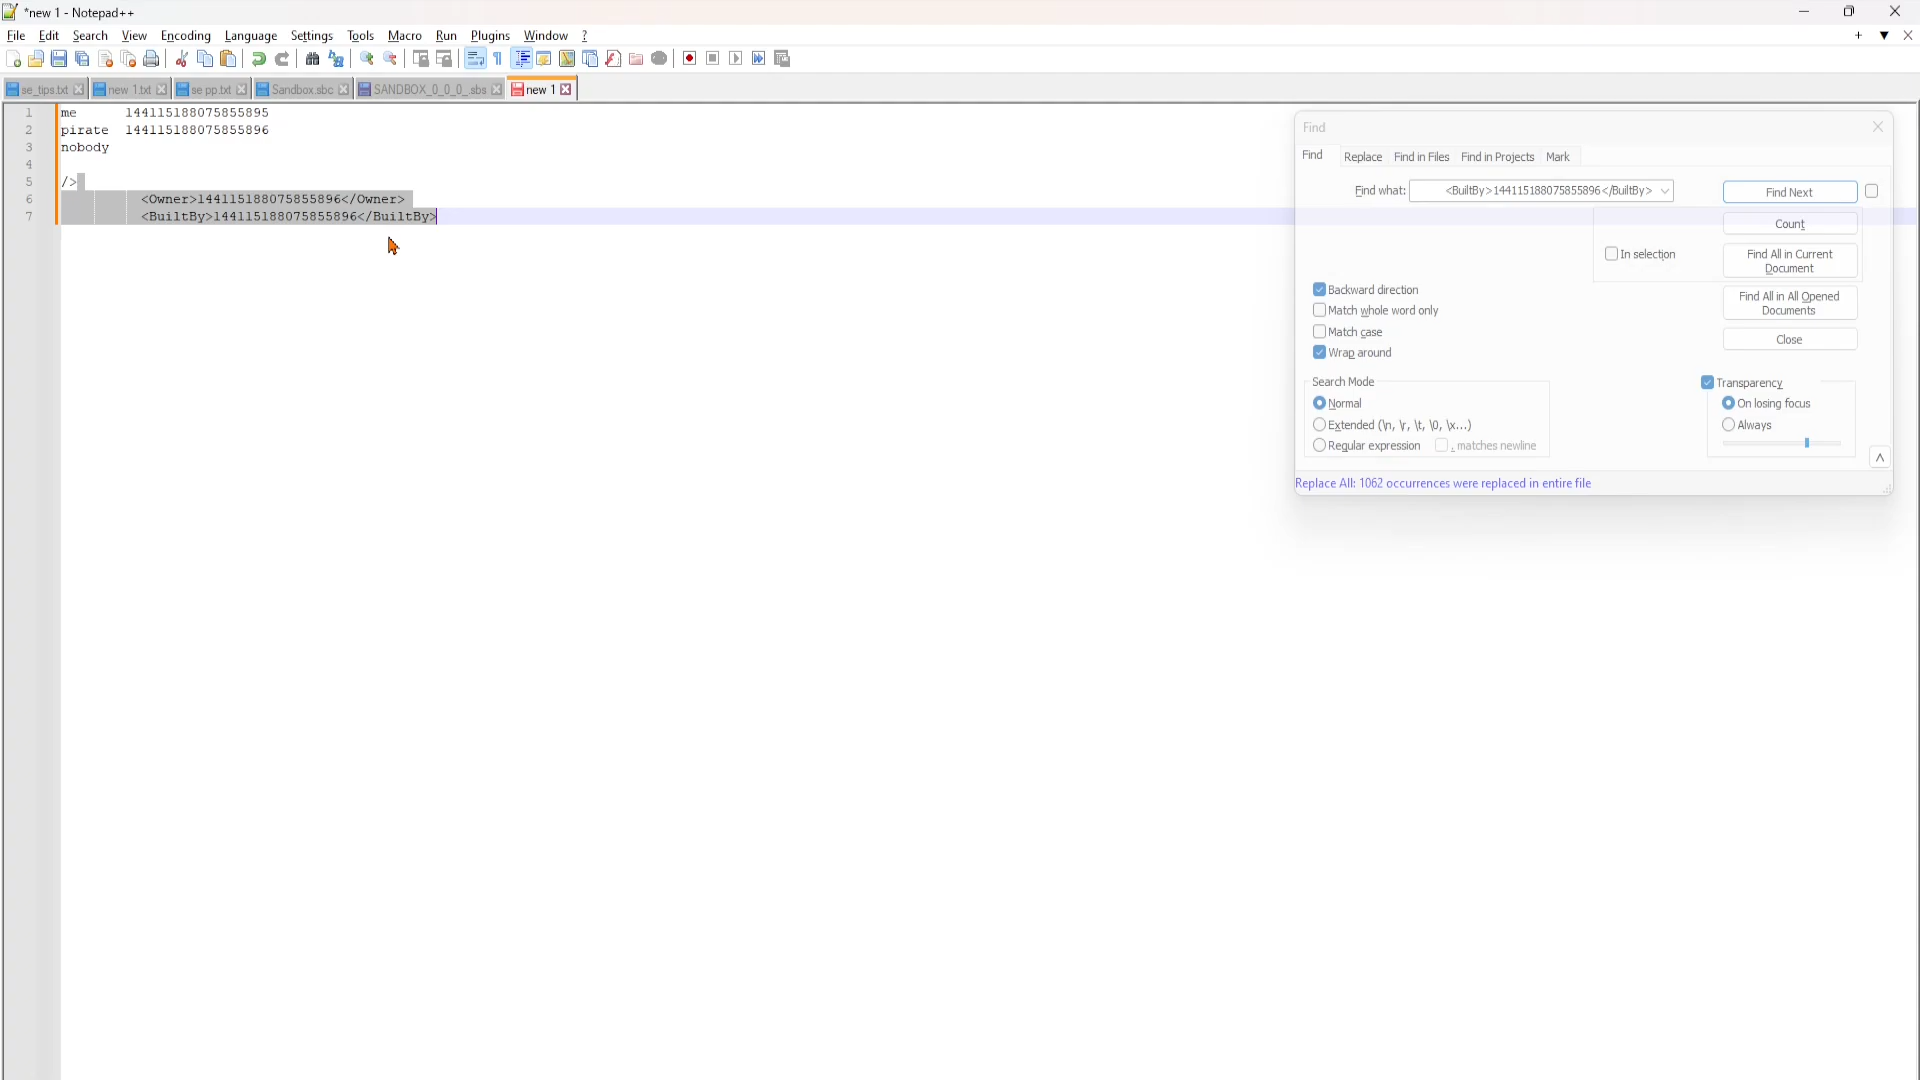 *new 1 - Notepad++
File Edit Search View Encoding Language Settings Tools Macro Run Plugins Window ?
+ ▼ ×
se_tips.txt new 1.txt se pp.txt Sandbox.sbc SANDBOX_0_0_0_.sbs new 1
1 me 144115188075855895
2 pirate 144115188075855896
3 nobody
4
5 />
6 <Owner>144115188075855896</Owner>
7 <BuiltBy>144115188075855896</BuiltBy>
Find
Find Replace Find in Files Find in Projects Mark
Find what: <BuiltBy>144115188075855896</BuiltBy> Find Next
Count
In selection Find All in Current
Document
Backward direction Find All in All Opened
Documents
Match whole word only
Match case Close
Wrap around
Search Mode Transparency
Normal On losing focus
Extended (\n, \r, \t, \0, \x...) Always
Regular expression . matches newline
Replace All: 1062 occurrences were replaced in entire file